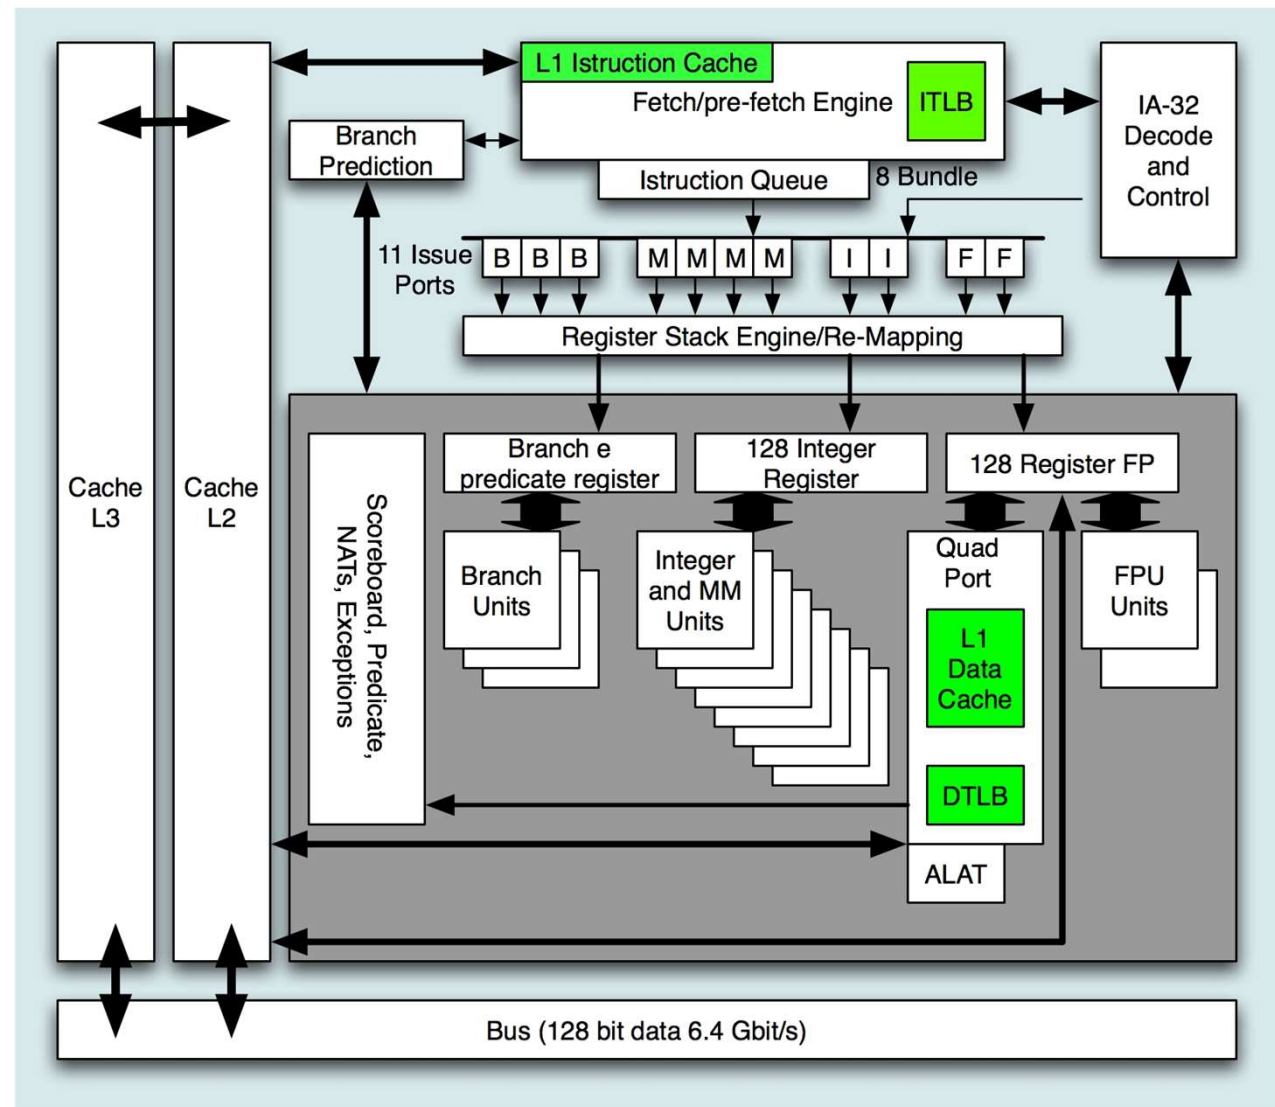 L1 Istruction Cache
Fetch/pre-fetch Engine
ITLB
IA-32
Decode
and
Control
Branch
Prediction
Istruction Queue
8 Bundle
11 Issue
Ports
B B B M M M M I I F F
Register Stack Engine/Re-Mapping
Cache
L3
Cache
L2
Scoreboard, Predicate,
NATs, Exceptions
Branch e
predicate register
128 Integer
Register
128 Register FP
Branch
Units
Integer
and MM
Units
Quad
Port
L1
Data
Cache
DTLB
ALAT
FPU
Units
Bus (128 bit data 6.4 Gbit/s)